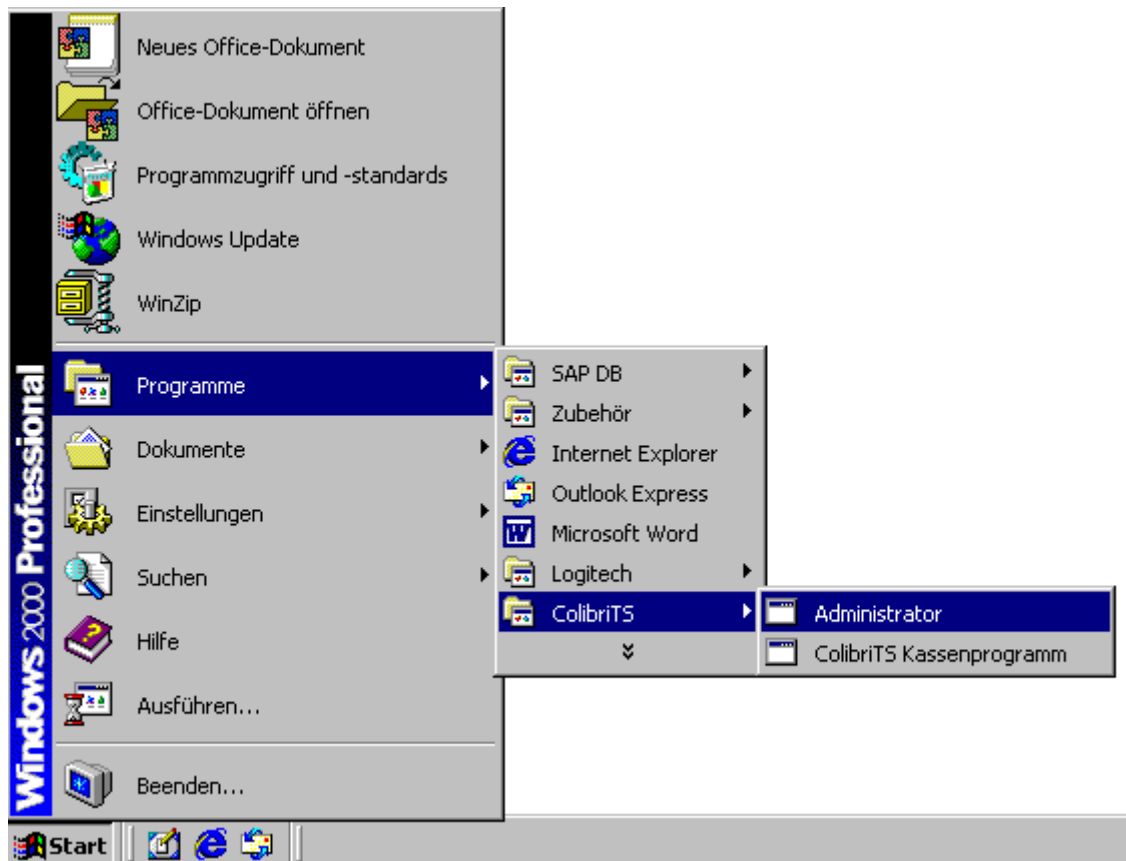 Neues Office-Dokument
Office-Dokument öffnen
Programmzugriff und -standards
Windows Update
WinZip
Programme
Dokumente
Einstellungen
Suchen
Hilfe
Ausführen...
Beenden...
Windows 2000 Professional
SAP DB
Zubehör
Internet Explorer
Outlook Express
Microsoft Word
Logitech
ColibriTS
Administrator
ColibriTS Kassenprogramm
Start